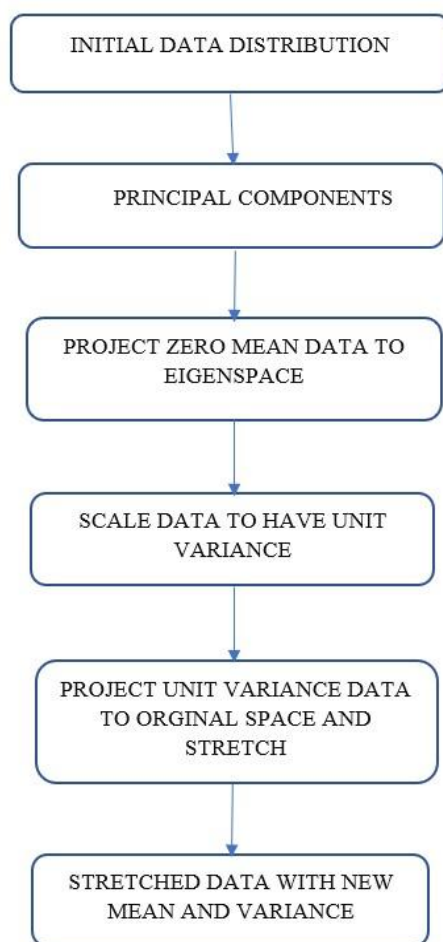 INITIAL DATA DISTRIBUTION
PRINCIPAL COMPONENTS
PROJECT ZERO MEAN DATA TO
EIGENSPACE
SCALE DATA TO HAVE UNIT
VARIANCE
PROJECT UNIT VARIANCE DATA
TO ORGINAL SPACE AND
STRETCH
STRETCHED DATA WITH NEW
MEAN AND VARIANCE